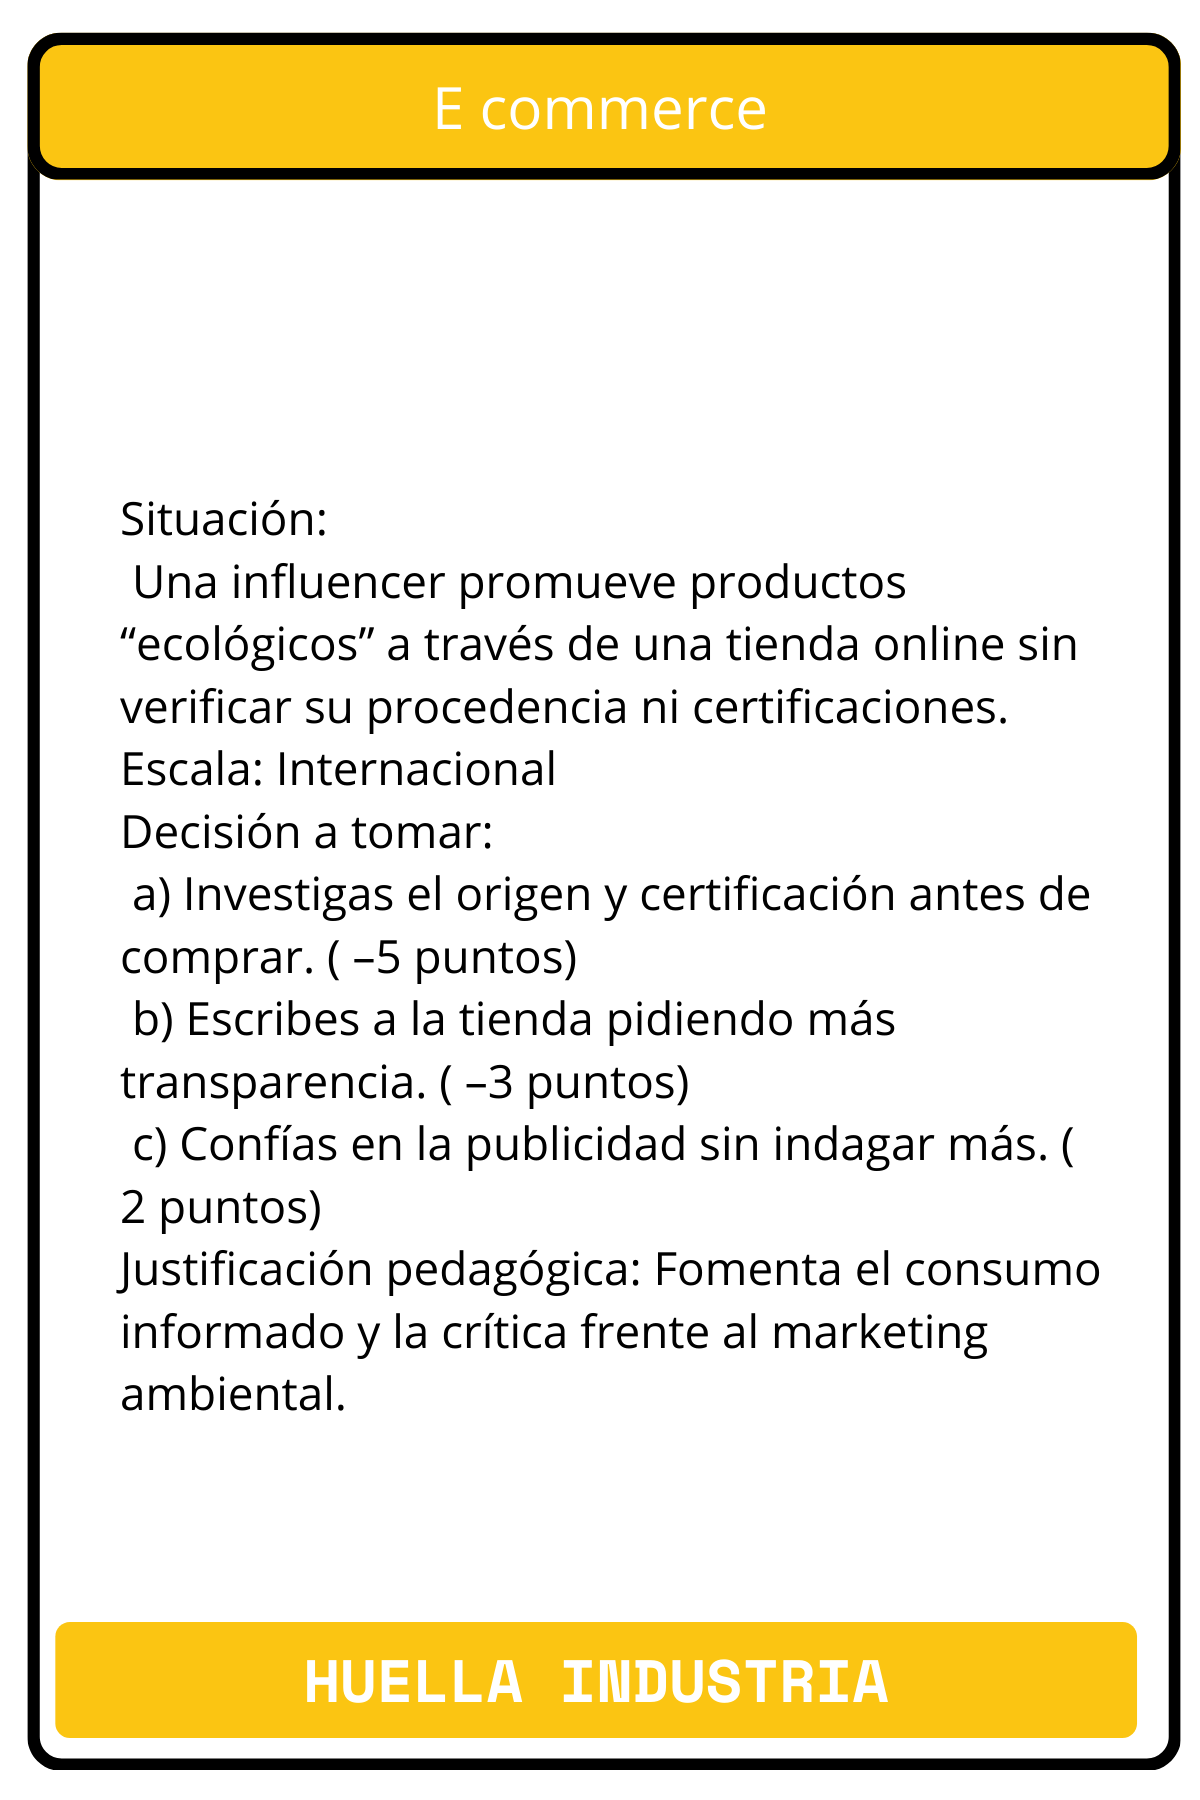 E commerce
Situación:
Una influencer promueve productos
“ecológicos” a través de una tienda online sin
verificar su procedencia ni certificaciones.
Escala: Internacional
Decisión a tomar:
a) Investigas el origen y certificación antes de
comprar. ( –5 puntos)
b) Escribes a la tienda pidiendo más
transparencia. ( –3 puntos)
c) Confías en la publicidad sin indagar más. (
2 puntos)
Justificación pedagógica: Fomenta el consumo
informado y la crítica frente al marketing
ambiental.
HUELLA INDUSTRIA